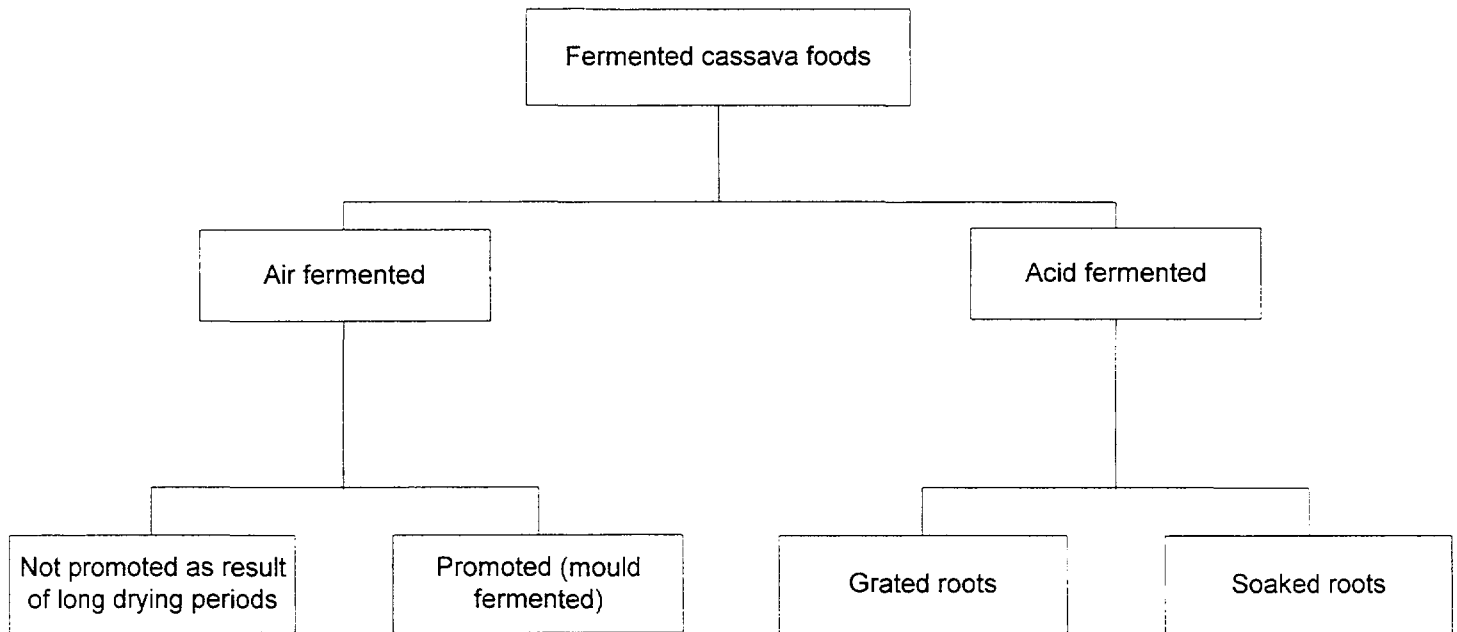 Fermented cassava foods
Air fermented
Acid fermented
Not promoted as result
of long drying periods
Promoted (mould
fermented)
Grated roots
Soaked roots